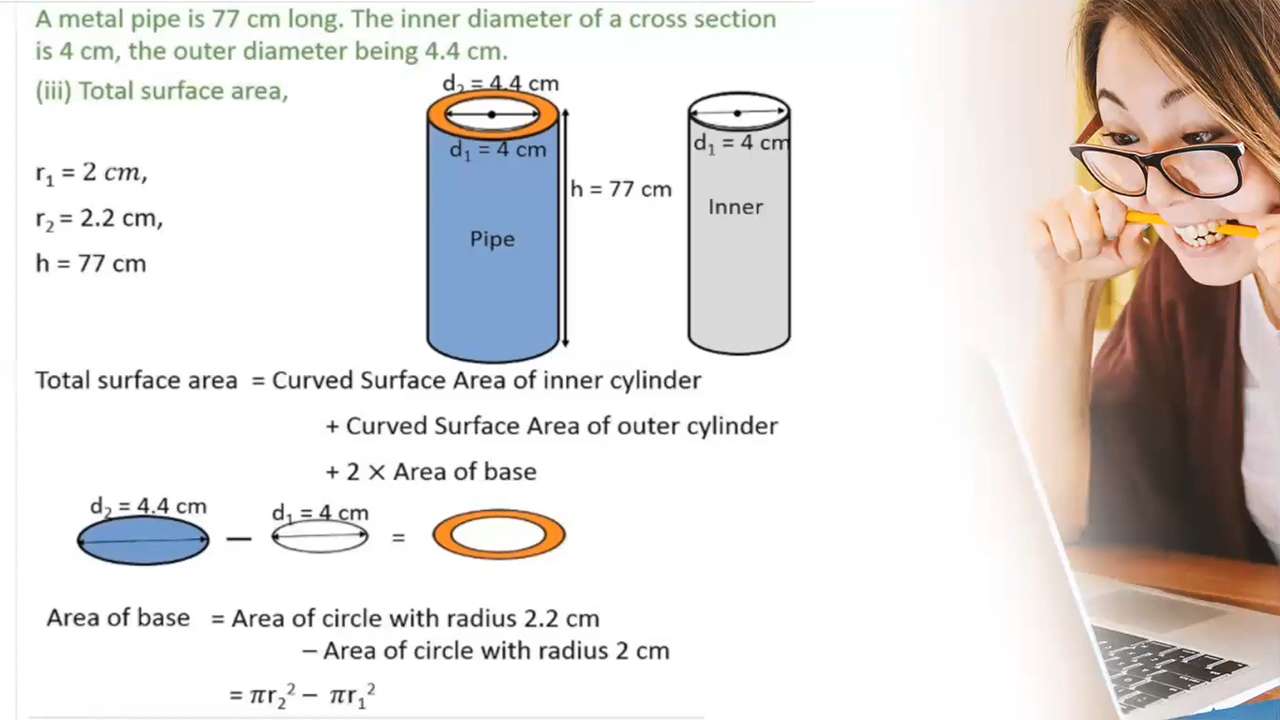 A metal pipe is 77 cm long. The inner diameter of a cross section
is 4 cm, the outer diameter being 4.4 cm.
(iii) Total surface area,
d₂ = 4.4 cm
d₁ = 4 cm
h = 77 cm
Pipe
d₁ = 4 cm
Inner
r₁ = 2 cm,
r₂ = 2.2 cm,
h = 77 cm
Total surface area = Curved Surface Area of inner cylinder
+ Curved Surface Area of outer cylinder
+ 2 × Area of base
d₂ = 4.4 cm
d₁ = 4 cm
– =
Area of base = Area of circle with radius 2.2 cm
– Area of circle with radius 2 cm
= πr₂² – πr₁²